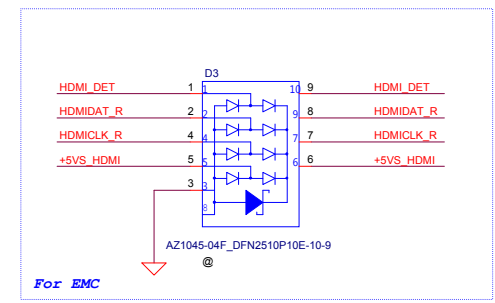 D3
HDMI_DET 1 1 10 9 HDMI_DET
HDMIDAT_R 2 2 9 8 HDMIDAT_R
HDMICLK_R 4 4 7 7 HDMICLK_R
+5VS_HDMI 5 5 6 6 +5VS_HDMI
3 3
8
AZ1045-04F_DFN2510P10E-10-9
@
For EMC